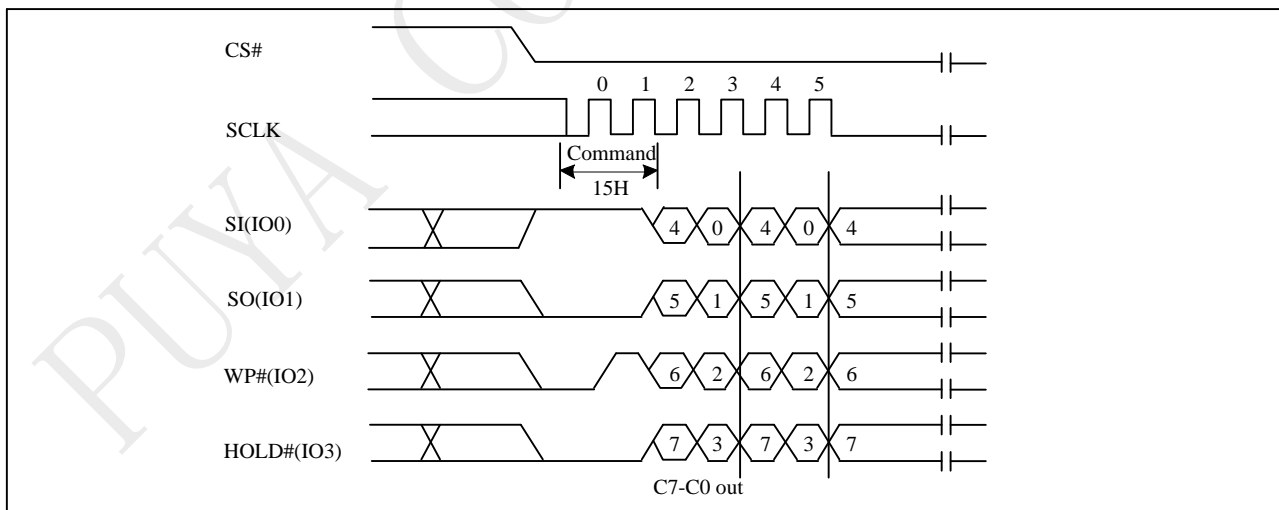 CS#
0 1 2 3 4 5
SCLK
Command
15H
SI(IO0)
4 0 4 0 4
SO(IO1)
5 1 5 1 5
WP#(IO2)
6 2 6 2 6
HOLD#(IO3)
7 3 7 3 7
C7-C0 out
PUYA